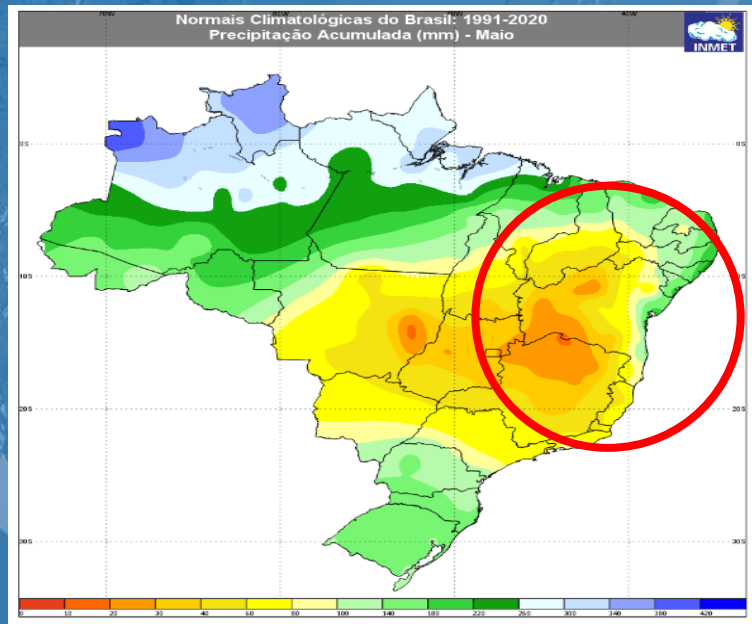 Normais Climatológicas do Brasil: 1991-2020
Precipitação Acumulada (mm) - Maio
INMET
0S
10S
20S
30S
0 10 20 30 40 60 80 100 140 180 220 260 300 340 380 420